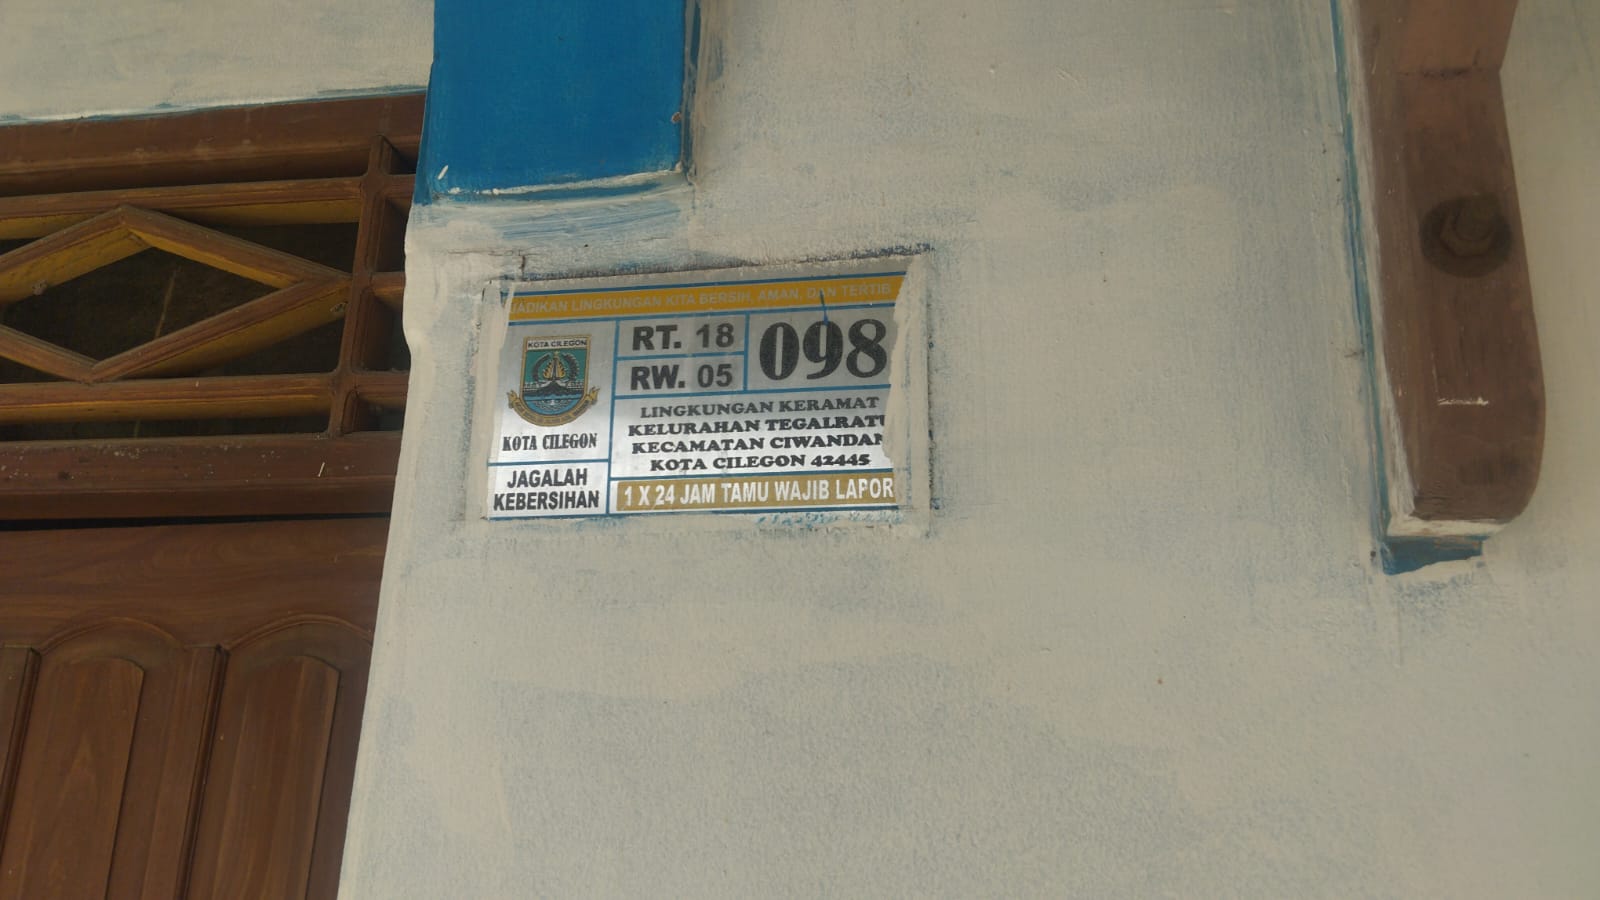 JADIKAN LINGKUNGAN KITA BERSIH, AMAN, DAN TERTIB
KOTA CILEGON
KOTA CILEGON
JAGALAH
KEBERSIHAN
RT. 18
RW. 05
098
LINGKUNGAN KERAMAT
KELURAHAN TEGALRATU
KECAMATAN CIWANDAN
KOTA CILEGON 42445
1 X 24 JAM TAMU WAJIB LAPOR